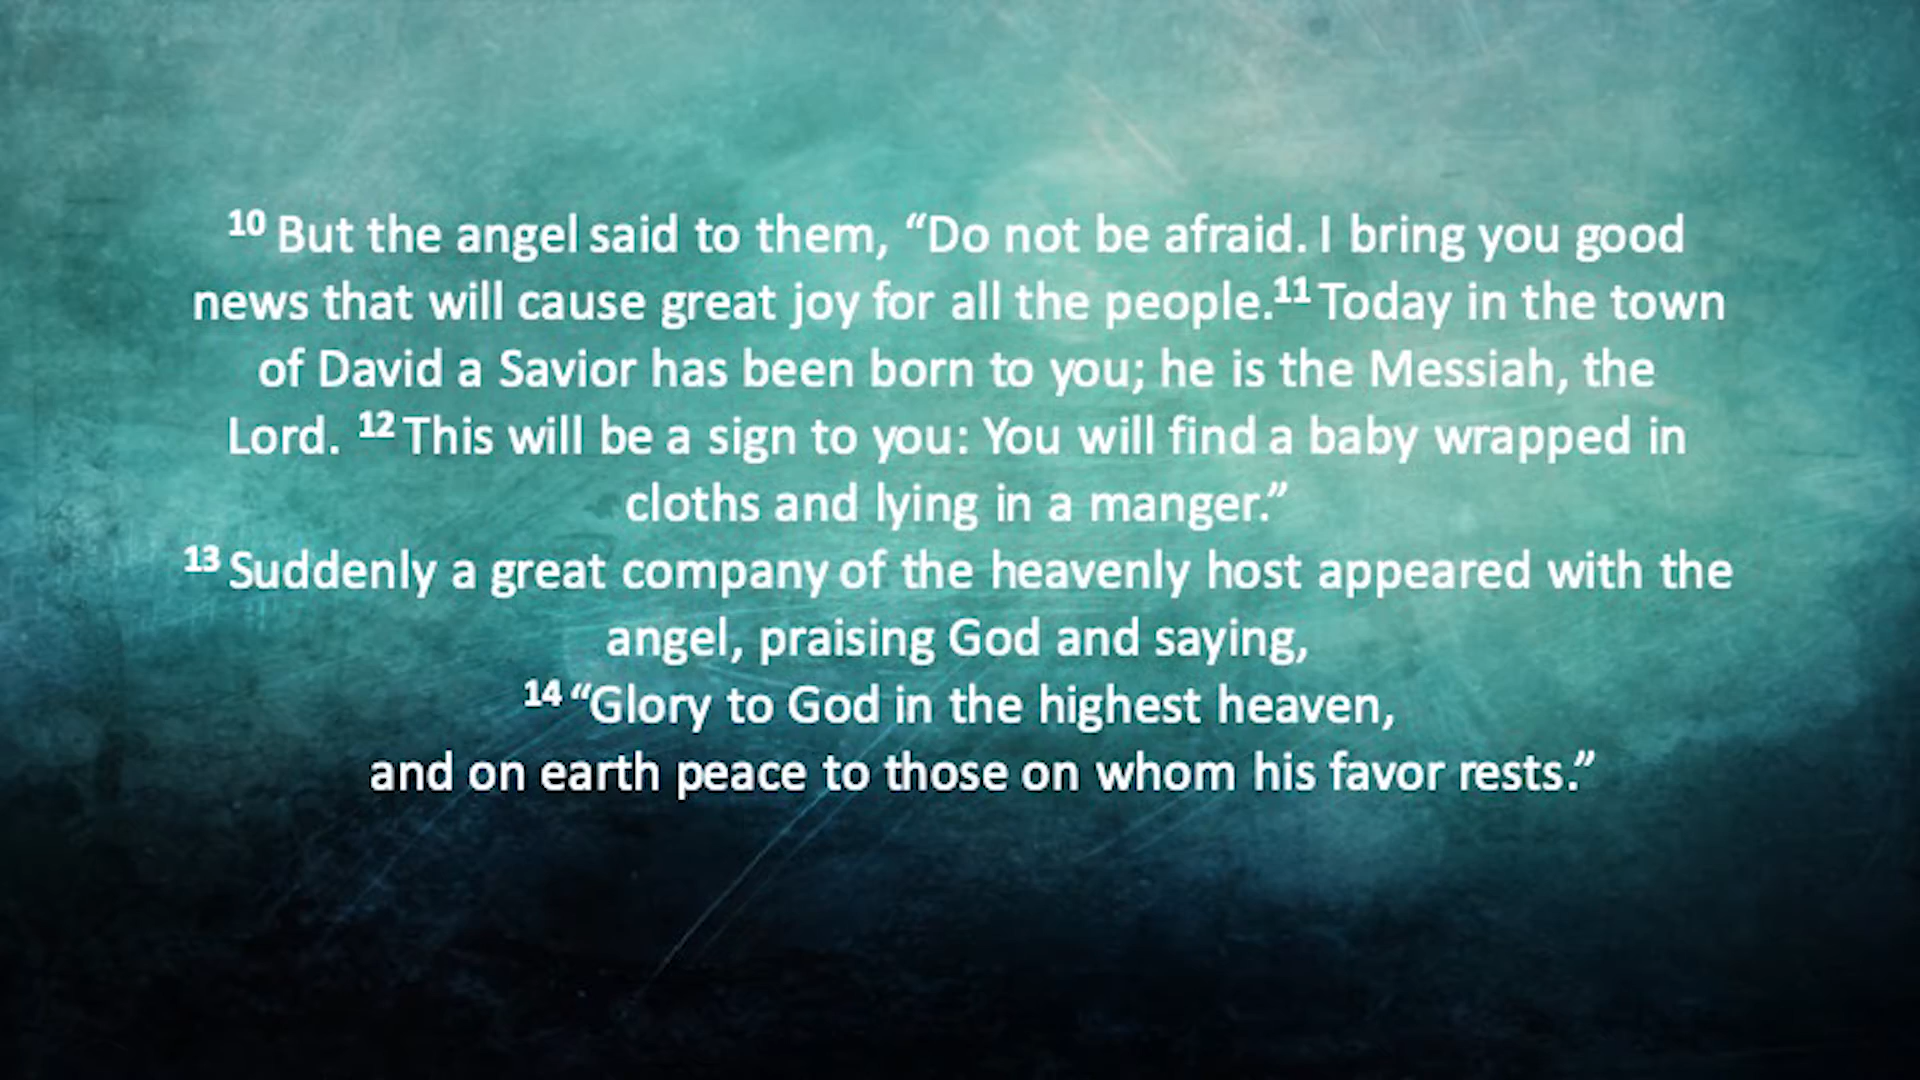 10 But the angel said to them, “Do not be afraid. I bring you good
news that will cause great joy for all the people.11 Today in the town
of David a Savior has been born to you; he is the Messiah, the
Lord. 12 This will be a sign to you: You will find a baby wrapped in
cloths and lying in a manger.”
13 Suddenly a great company of the heavenly host appeared with the
angel, praising God and saying,
14 “Glory to God in the highest heaven,
and on earth peace to those on whom his favor rests.”